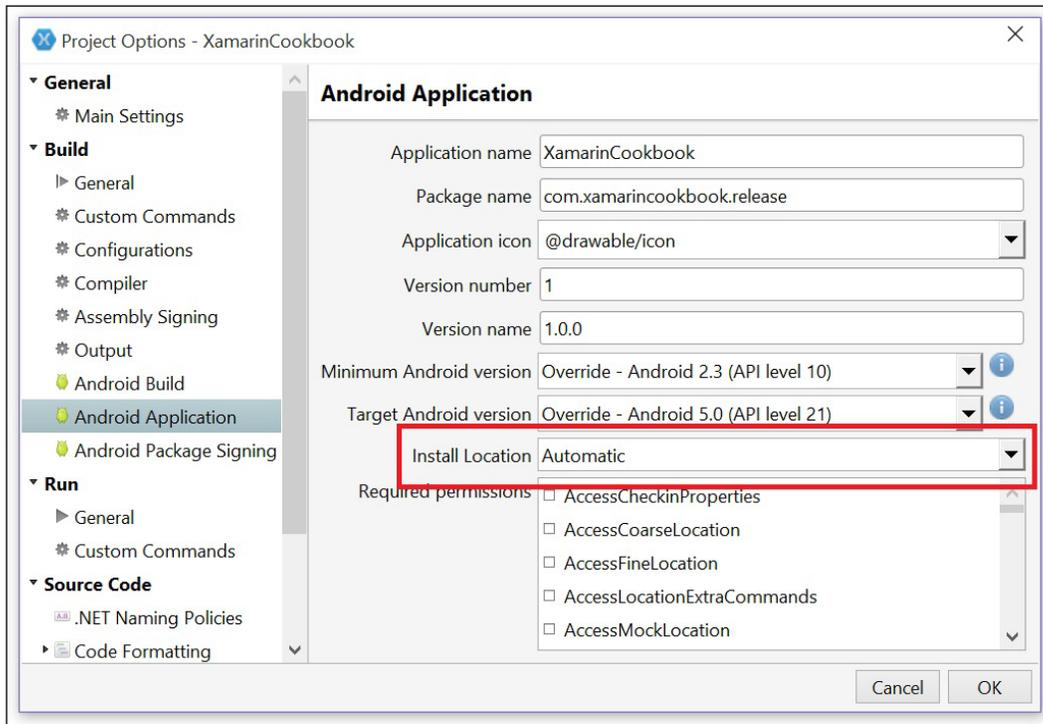 Project Options - XamarinCookbook
General
Main Settings
Build
General
Custom Commands
Configurations
Compiler
Assembly Signing
Output
Android Build
Android Application
Android Package Signing
Run
General
Custom Commands
Source Code
.NET Naming Policies
Code Formatting
Android Application
Application name XamarinCookbook
Package name com.xamarincookbook.release
Application icon @drawable/icon
Version number 1
Version name 1.0.0
Minimum Android version Override - Android 2.3 (API level 10)
Target Android version Override - Android 5.0 (API level 21)
Install Location Automatic
Required permissions AccessCheckinProperties
AccessCoarseLocation
AccessFineLocation
AccessLocationExtraCommands
AccessMockLocation
Cancel OK